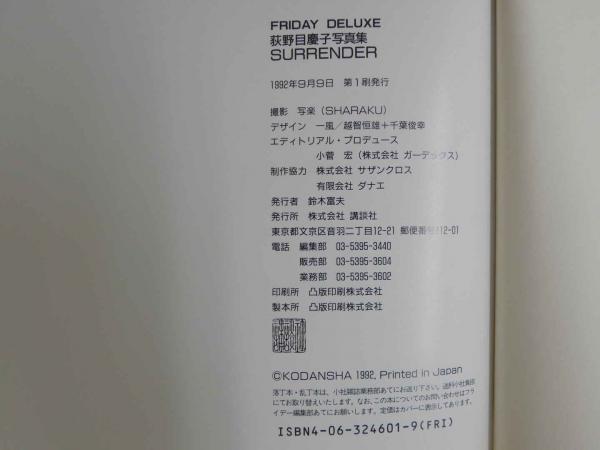 FRIDAY DELUXE
荻野目慶子写真集
SURRENDER
1992年9月9日 第1刷発行
撮影 写楽(SHARAKU)
デザイン 一風/越智恒雄+千葉俊幸
エディトリアル・プロデュース
小菅 宏(株式会社 ガーデックス)
制作協力 株式会社 サザンクロス
有限会社 ダナエ
発行者 鈴木富夫
発行所 株式会社 講談社
東京都文京区音羽二丁目12-21 郵便番号112-01
電話 編集部 03-5395-3440
販売部 03-5395-3604
業務部 03-5395-3602
印刷所 凸版印刷株式会社
製本所 凸版印刷株式会社
©KODANSHA 1992, Printed in Japan
落丁本・乱丁本は、小社雑誌業務部あてにお送り下さい。送料小社負担
にてお取り替えいたします。なお、この本についてのお問い合わせはフラ
イデー編集部あてにお願いします。定価はカバーに表示してあります。
ISBN4-06-324601-9(FRI)